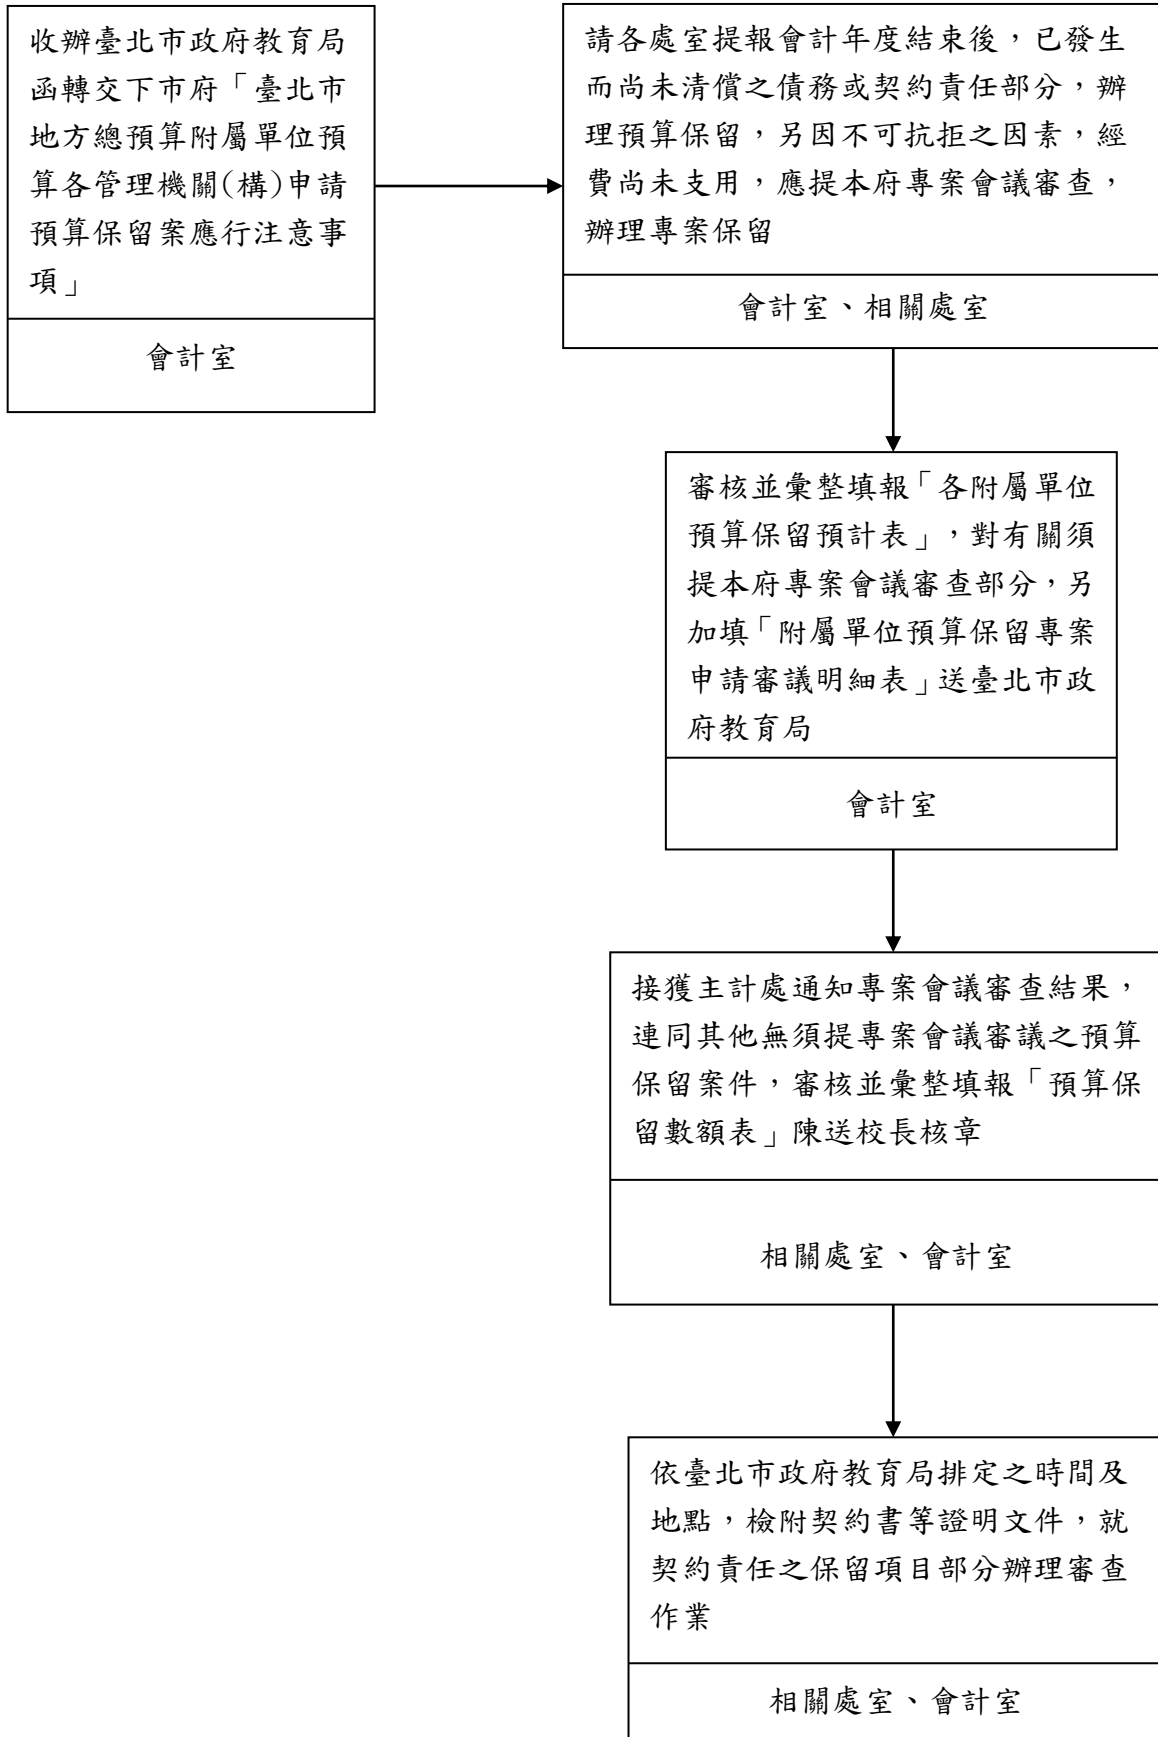 收辦臺北市政府教育局
函轉交下市府「臺北市
地方總預算附屬單位預
算各管理機關(構)申請
預算保留案應行注意事
項」
會計室
請各處室提報會計年度結束後，已發生
而尚未清償之債務或契約責任部分，辦
理預算保留，另因不可抗拒之因素，經
費尚未支用，應提本府專案會議審查，
辦理專案保留
會計室、相關處室
審核並彙整填報「各附屬單位
預算保留預計表」，對有關須
提本府專案會議審查部分，另
加填「附屬單位預算保留專案
申請審議明細表」送臺北市政
府教育局
會計室
接獲主計處通知專案會議審查結果，
連同其他無須提專案會議審議之預算
保留案件，審核並彙整填報「預算保
留數額表」陳送校長核章
相關處室、會計室
依臺北市政府教育局排定之時間及
地點，檢附契約書等證明文件，就
契約責任之保留項目部分辦理審查
作業
相關處室、會計室